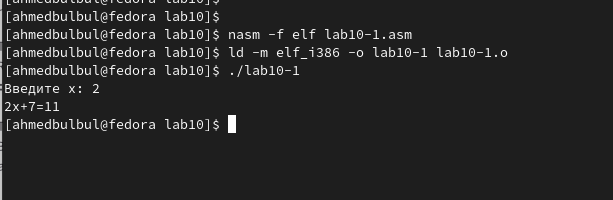 [ahmedbulbul@fedora lab10]$
[ahmedbulbul@fedora lab10]$
[ahmedbulbul@fedora lab10]$ nasm -f elf lab10-1.asm
[ahmedbulbul@fedora lab10]$ ld -m elf_i386 -o lab10-1 lab10-1.o
[ahmedbulbul@fedora lab10]$ ./lab10-1
Введите x: 2
2x+7=11
[ahmedbulbul@fedora lab10]$